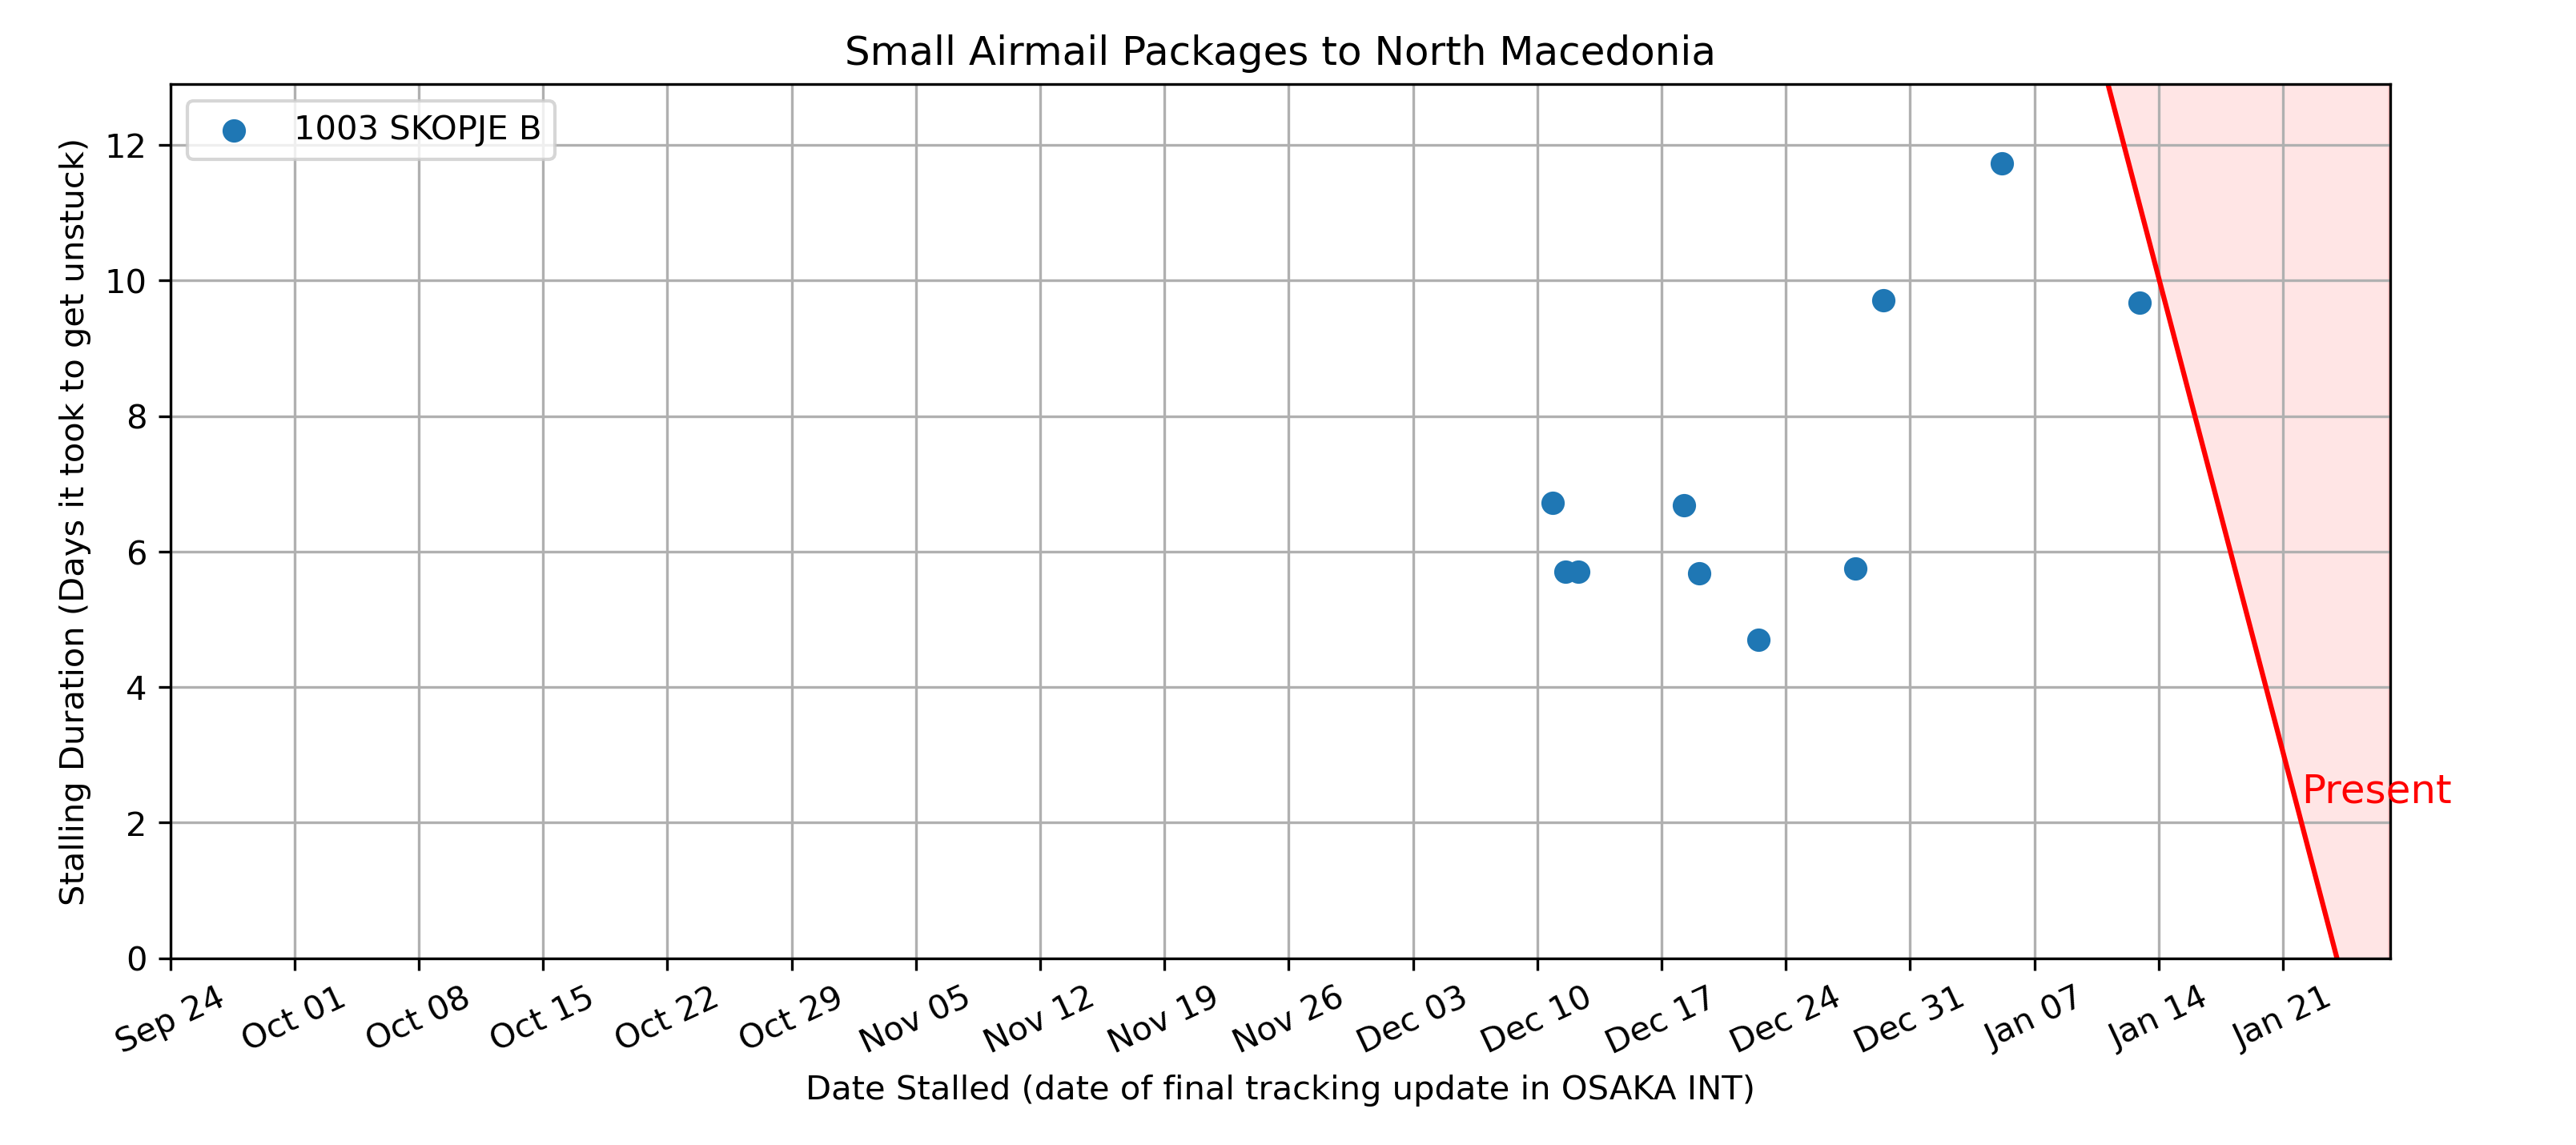 Small Airmail Packages to North Macedonia
1003 SKOPJE B
Stalling Duration (Days it took to get unstuck)
12
10
8
6
4
2
0
Present
Sep 24
Oct 01
Oct 08
Oct 15
Oct 22
Oct 29
Nov 05
Nov 12
Nov 19
Nov 26
Dec 03
Dec 10
Dec 17
Dec 24
Dec 31
Jan 07
Jan 14
Jan 21
Date Stalled (date of final tracking update in OSAKA INT)